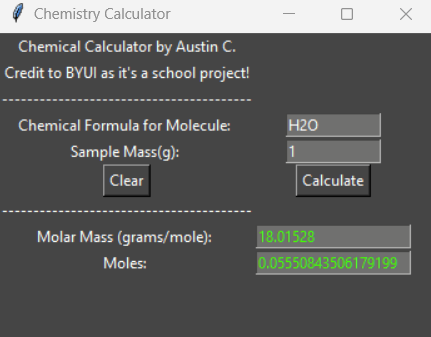 Chemistry Calculator
Chemical Calculator by Austin C.
Credit to BYUI as it's a school project!
---------------------------------------
Chemical Formula for Molecule: H2O
Sample Mass(g): 1
Clear Calculate
---------------------------------------
Molar Mass (grams/mole): 18.01528
Moles: 0.05550843506179199